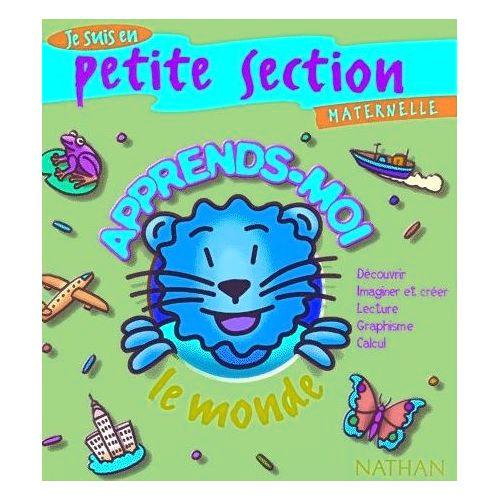 Je suis en
petite section
MATERNELLE
APPRENDS-MOI
le monde
Découvrir
Imaginer et créer
Lecture
Graphisme
Calcul
NATHAN